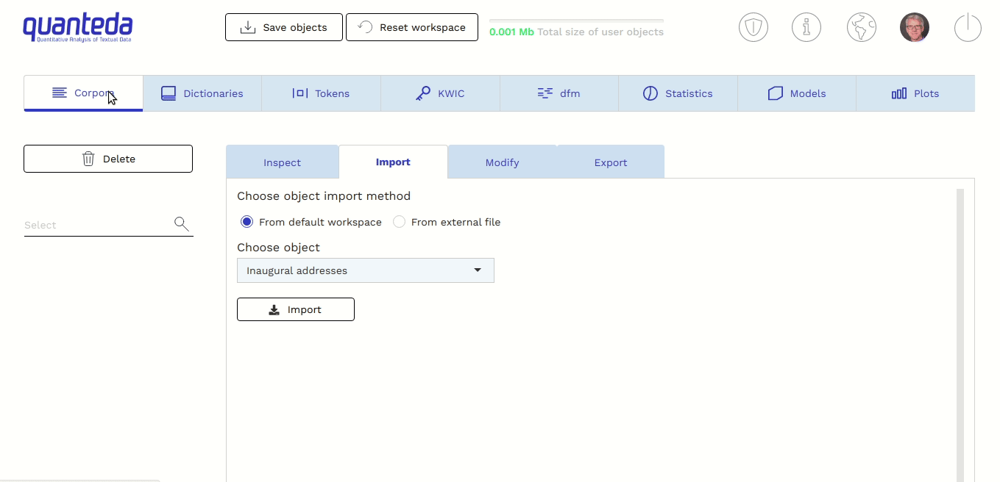 quanteda
Quantitative Analysis of Textual Data
Save objects
Reset workspace
0.001 Mb Total size of user objects
Corpora
Dictionaries
Tokens
KWIC
dfm
Statistics
Models
Plots
Delete
Select
Inspect
Import
Modify
Export
Choose object import method
From default workspace
From external file
Choose object
Inaugural addresses
Import